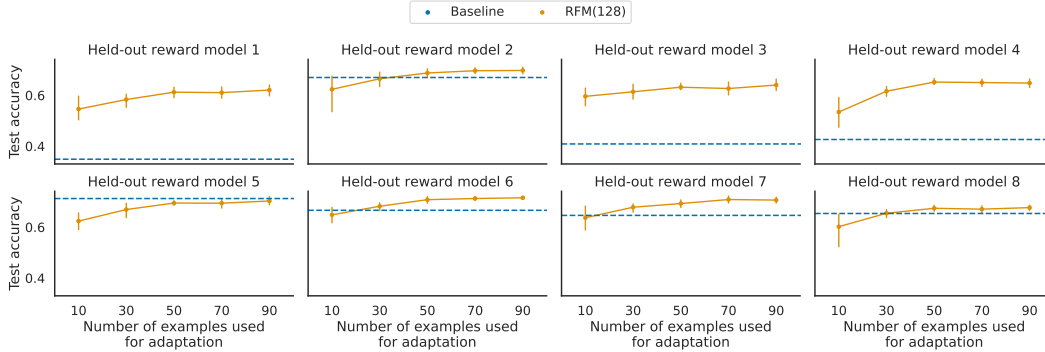 Baseline
RFM(128)
Held-out reward model 1
Held-out reward model 2
Held-out reward model 3
Held-out reward model 4
Test accuracy
0.6
0.4
Held-out reward model 5
Held-out reward model 6
Held-out reward model 7
Held-out reward model 8
Test accuracy
0.6
0.4
10 30 50 70 90
10 30 50 70 90
10 30 50 70 90
10 30 50 70 90
Number of examples used
for adaptation
Number of examples used
for adaptation
Number of examples used
for adaptation
Number of examples used
for adaptation